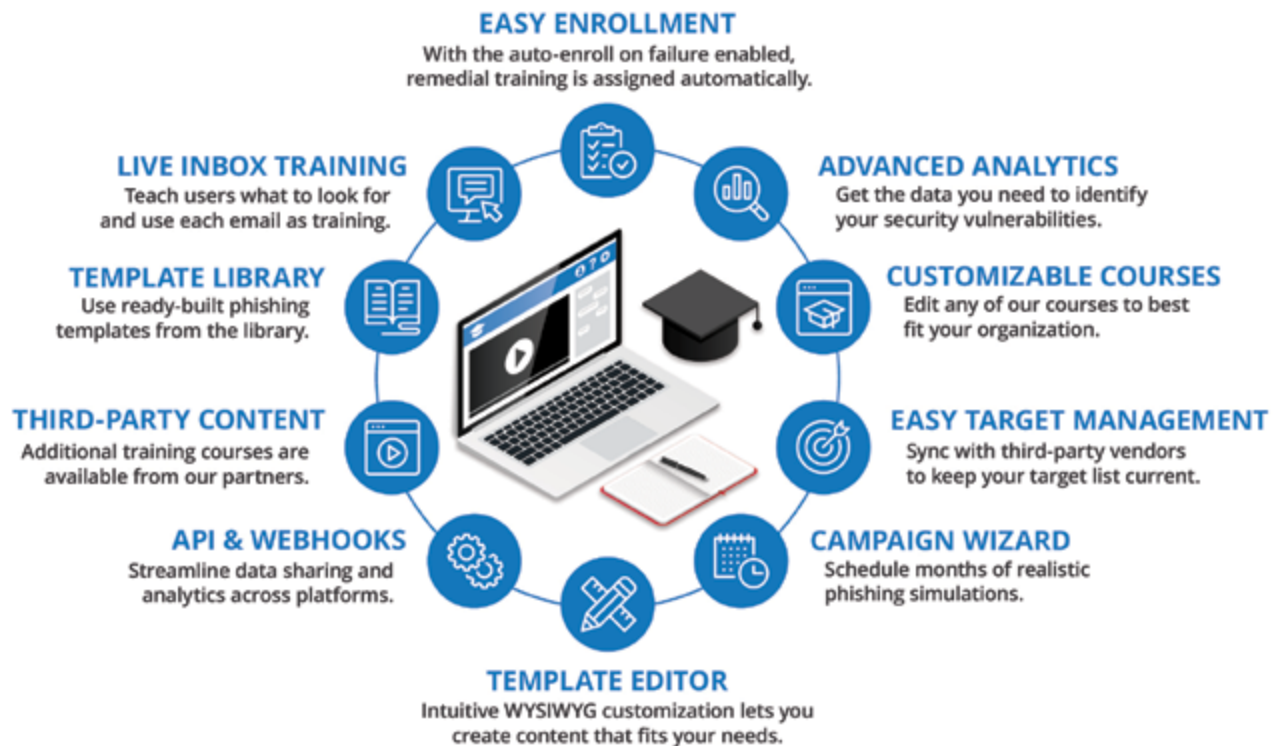 EASY ENROLLMENT
With the auto-enroll on failure enabled,
remedial training is assigned automatically.
LIVE INBOX TRAINING
Teach users what to look for
and use each email as training.
ADVANCED ANALYTICS
Get the data you need to identify
your security vulnerabilities.
TEMPLATE LIBRARY
Use ready-built phishing
templates from the library.
CUSTOMIZABLE COURSES
Edit any of our courses to best
fit your organization.
THIRD-PARTY CONTENT
Additional training courses are
available from our partners.
EASY TARGET MANAGEMENT
Sync with third-party vendors
to keep your target list current.
API & WEBHOOKS
Streamline data sharing and
analytics across platforms.
CAMPAIGN WIZARD
Schedule months of realistic
phishing simulations.
TEMPLATE EDITOR
Intuitive WYSIWYG customization lets you
create content that fits your needs.